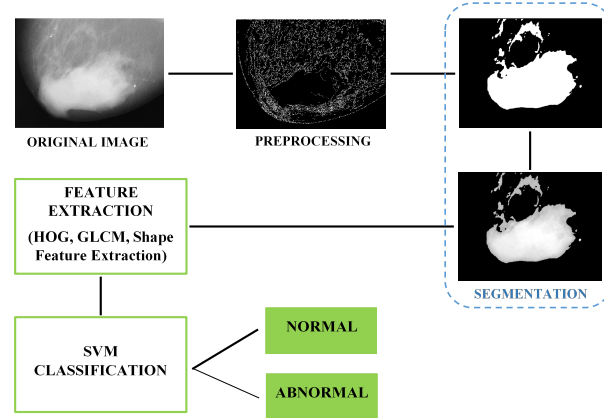 ORIGINAL IMAGE
PREPROCESSING
FEATURE
EXTRACTION
(HOG, GLCM, Shape
Feature Extraction)
SEGMENTATION
SVM
CLASSIFICATION
NORMAL
ABNORMAL